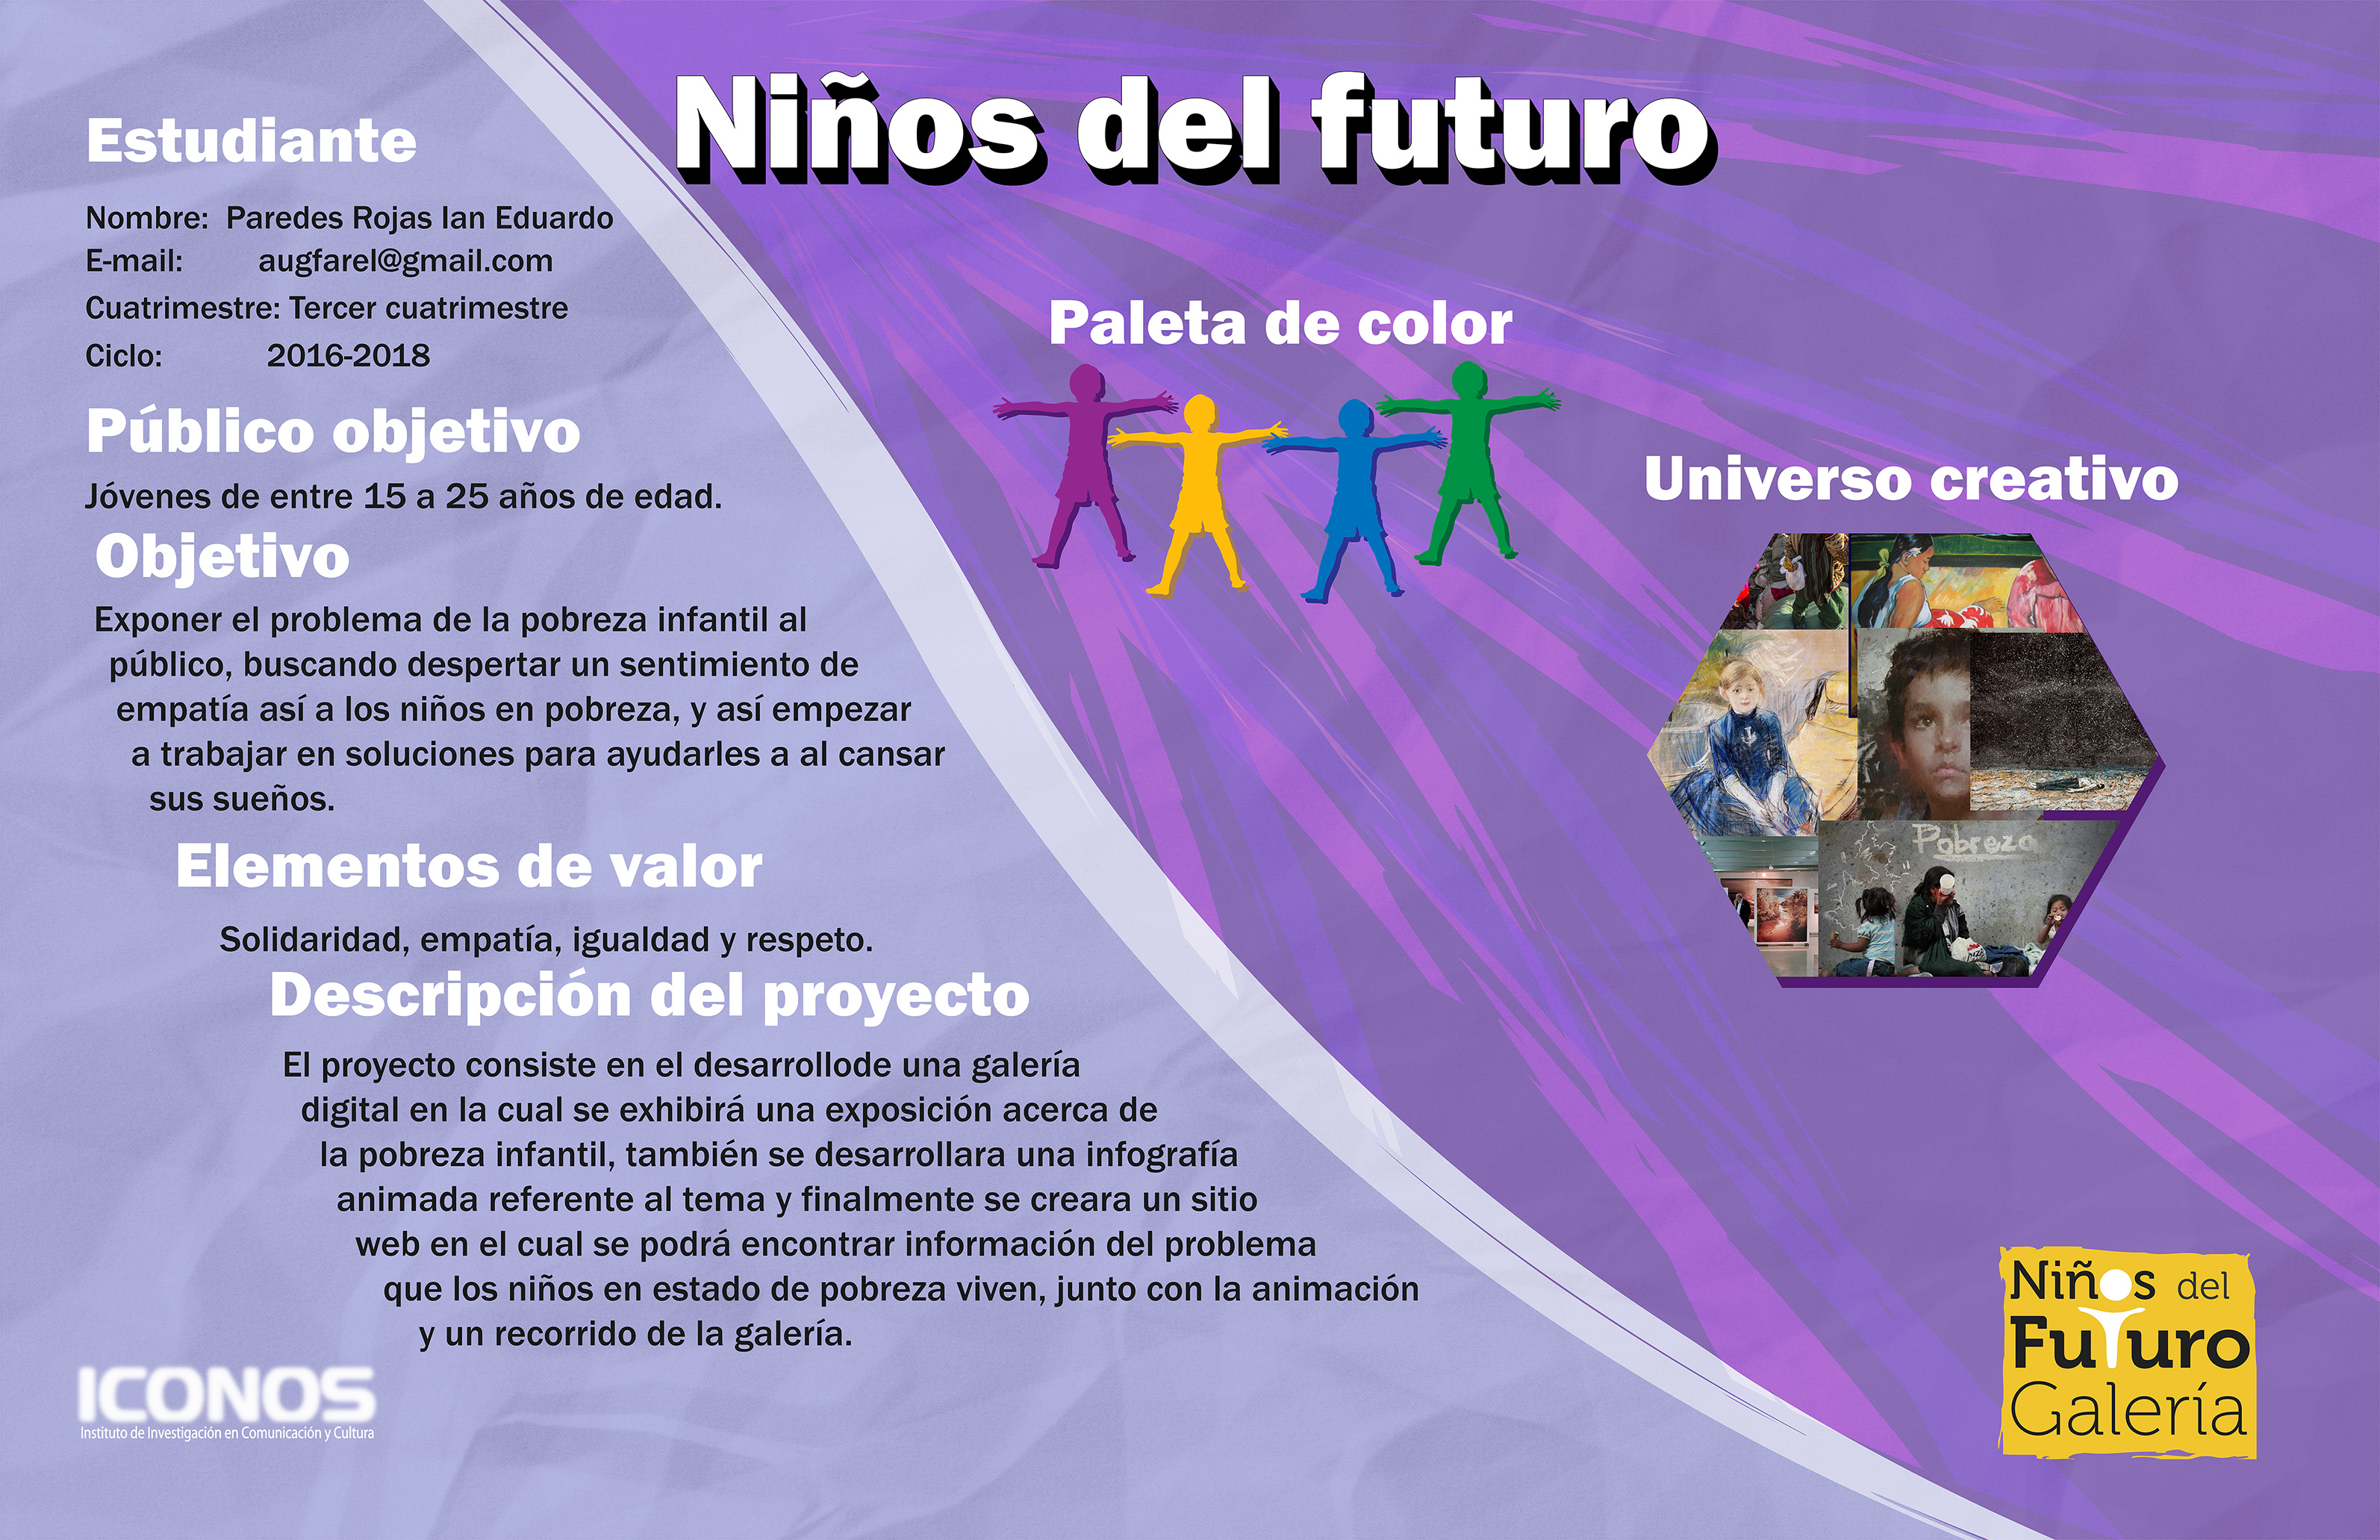 Niños del futuro
Estudiante
Nombre: Paredes Rojas Ian Eduardo
E-mail: augfarel@gmail.com
Cuatrimestre: Tercer cuatrimestre
Ciclo: 2016-2018
Público objetivo
Jóvenes de entre 15 a 25 años de edad.
Objetivo
Exponer el problema de la pobreza infantil al
público, buscando despertar un sentimiento de
empatía así a los niños en pobreza, y así empezar
a trabajar en soluciones para ayudarles a al cansar
sus sueños.
Elementos de valor
Solidaridad, empatía, igualdad y respeto.
Descripción del proyecto
El proyecto consiste en el desarrollode una galería
digital en la cual se exhibirá una exposición acerca de
la pobreza infantil, también se desarrollara una infografía
animada referente al tema y finalmente se creara un sitio
web en el cual se podrá encontrar información del problema
que los niños en estado de pobreza viven, junto con la animación
y un recorrido de la galería.
ICONOS
Instituto de Investigación en Comunicación y Cultura
Paleta de color
Universo creativo
Pobreza
Niños del
Futuro
Galería